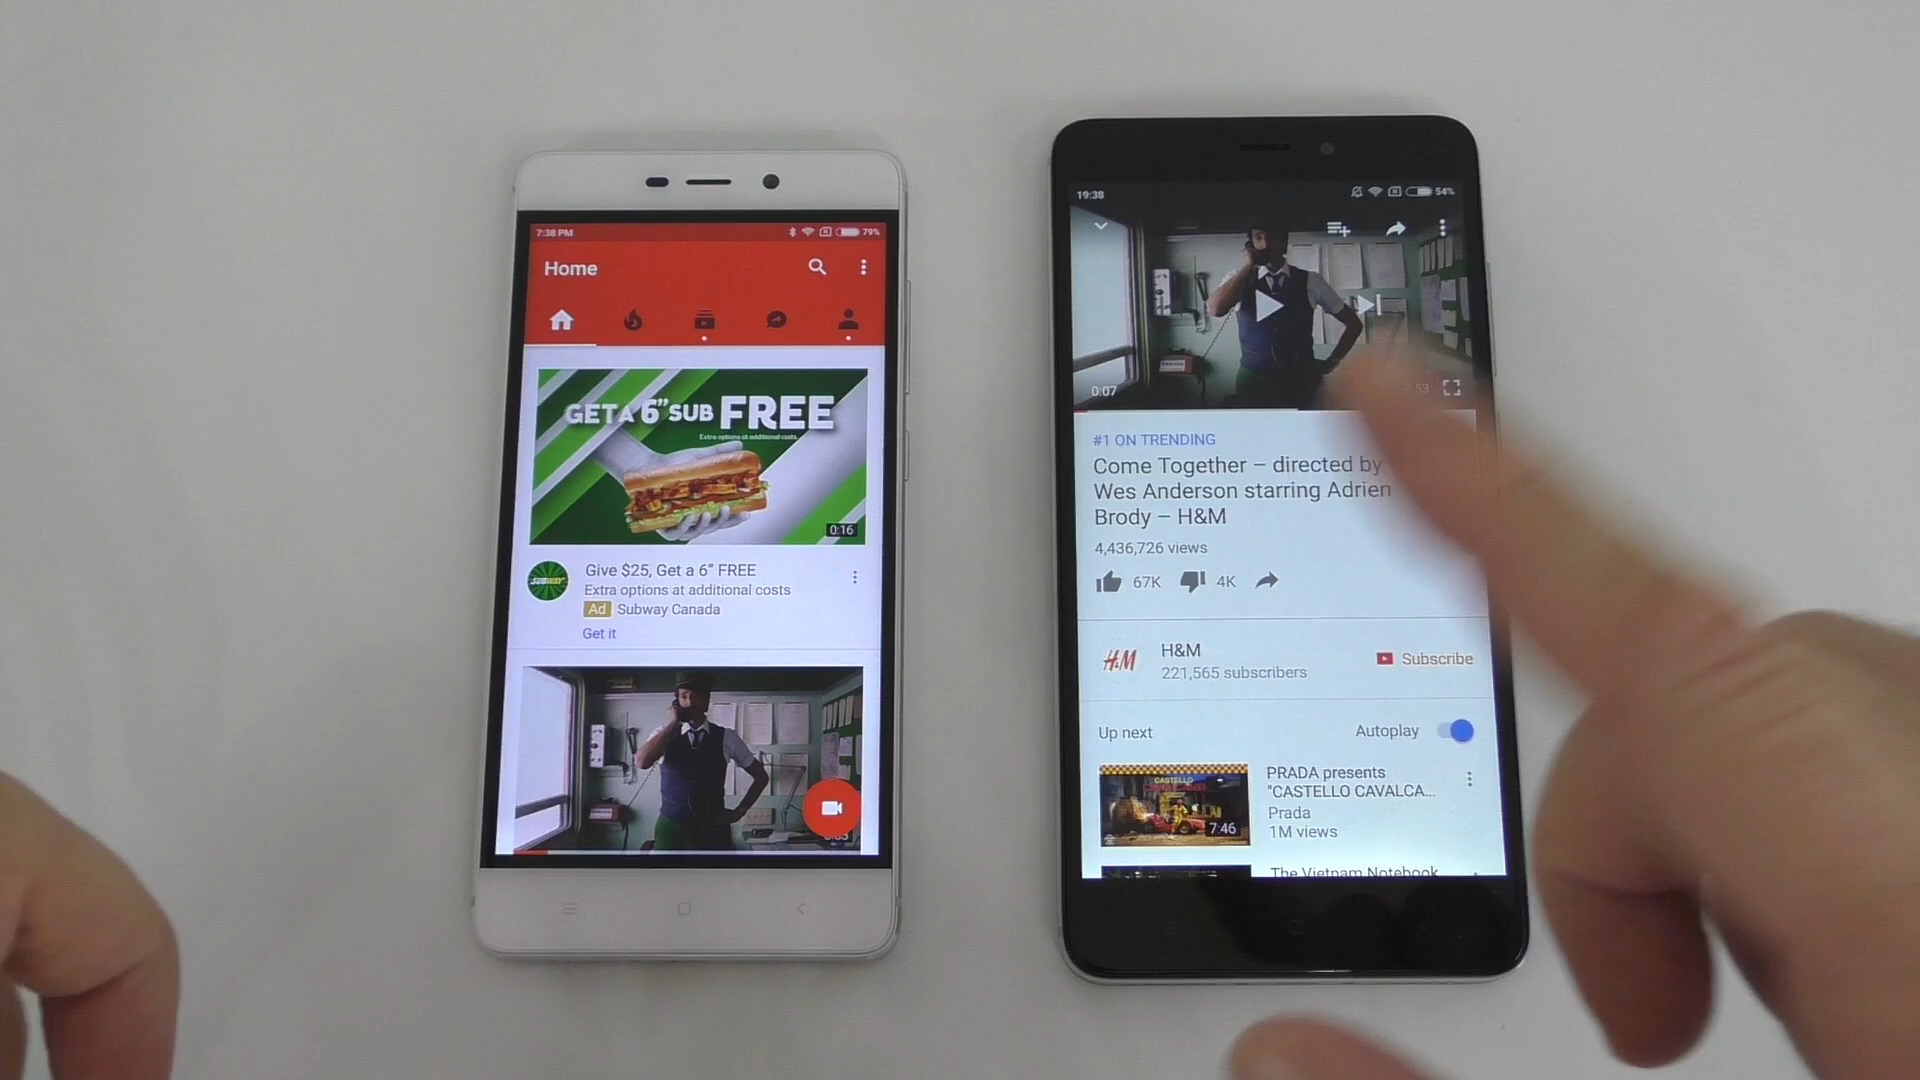 7:38 PM
79%
Home
GET A 6" SUB FREE
Extra options at additional costs.
0:16
SUBWAY
Give $25, Get a 6" FREE
Extra options at additional costs
Ad Subway Canada
Get it
19:38
54%
0:07
#1 ON TRENDING
Come Together – directed by
Wes Anderson starring Adrien
Brody – H&M
4,436,726 views
67K
4K
H&M
H&M
221,565 subscribers
Subscribe
Up next
Autoplay
CASTELLO
7:46
PRADA presents
"CASTELLO CAVALCA...
Prada
1M views
The Vietnam Notebook